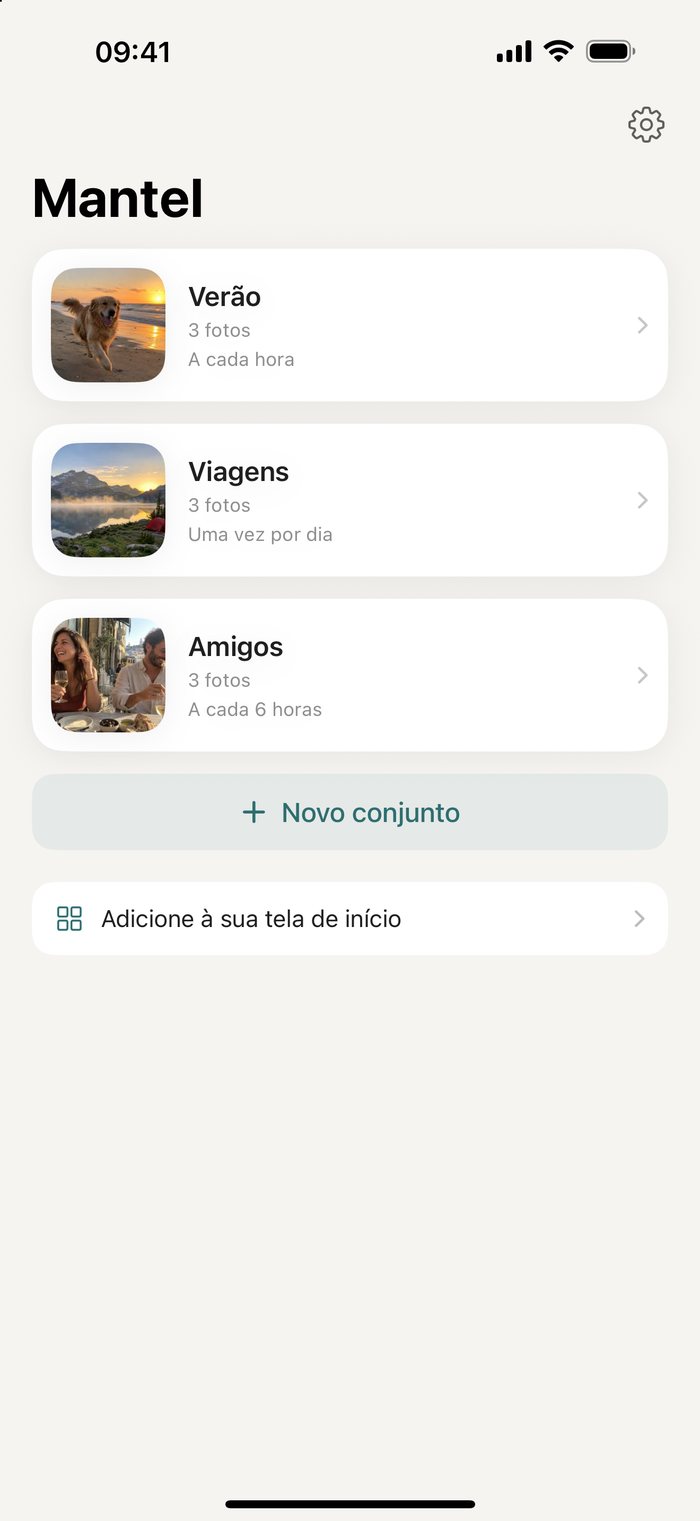 09:41
Mantel
Verão
3 fotos
A cada hora
Viagens
3 fotos
Uma vez por dia
Amigos
3 fotos
A cada 6 horas
+ Novo conjunto
Adicione à sua tela de início